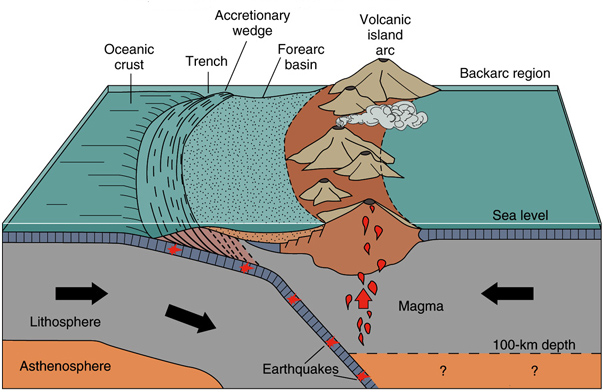 Oceanic
crust
Trench
Accretionary
wedge
Forearc
basin
Volcanic
island
arc
Backarc region
Sea level
Magma
Lithosphere
100-km depth
Asthenosphere
Earthquakes
? ?